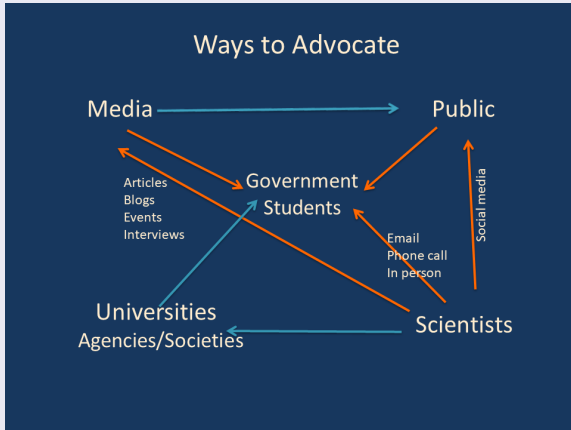 Ways to Advocate
Media
Public
Articles
Blogs
Events
Interviews
Government
Students
Social media
Email
Phone call
In person
Universities
Agencies/Societies
Scientists